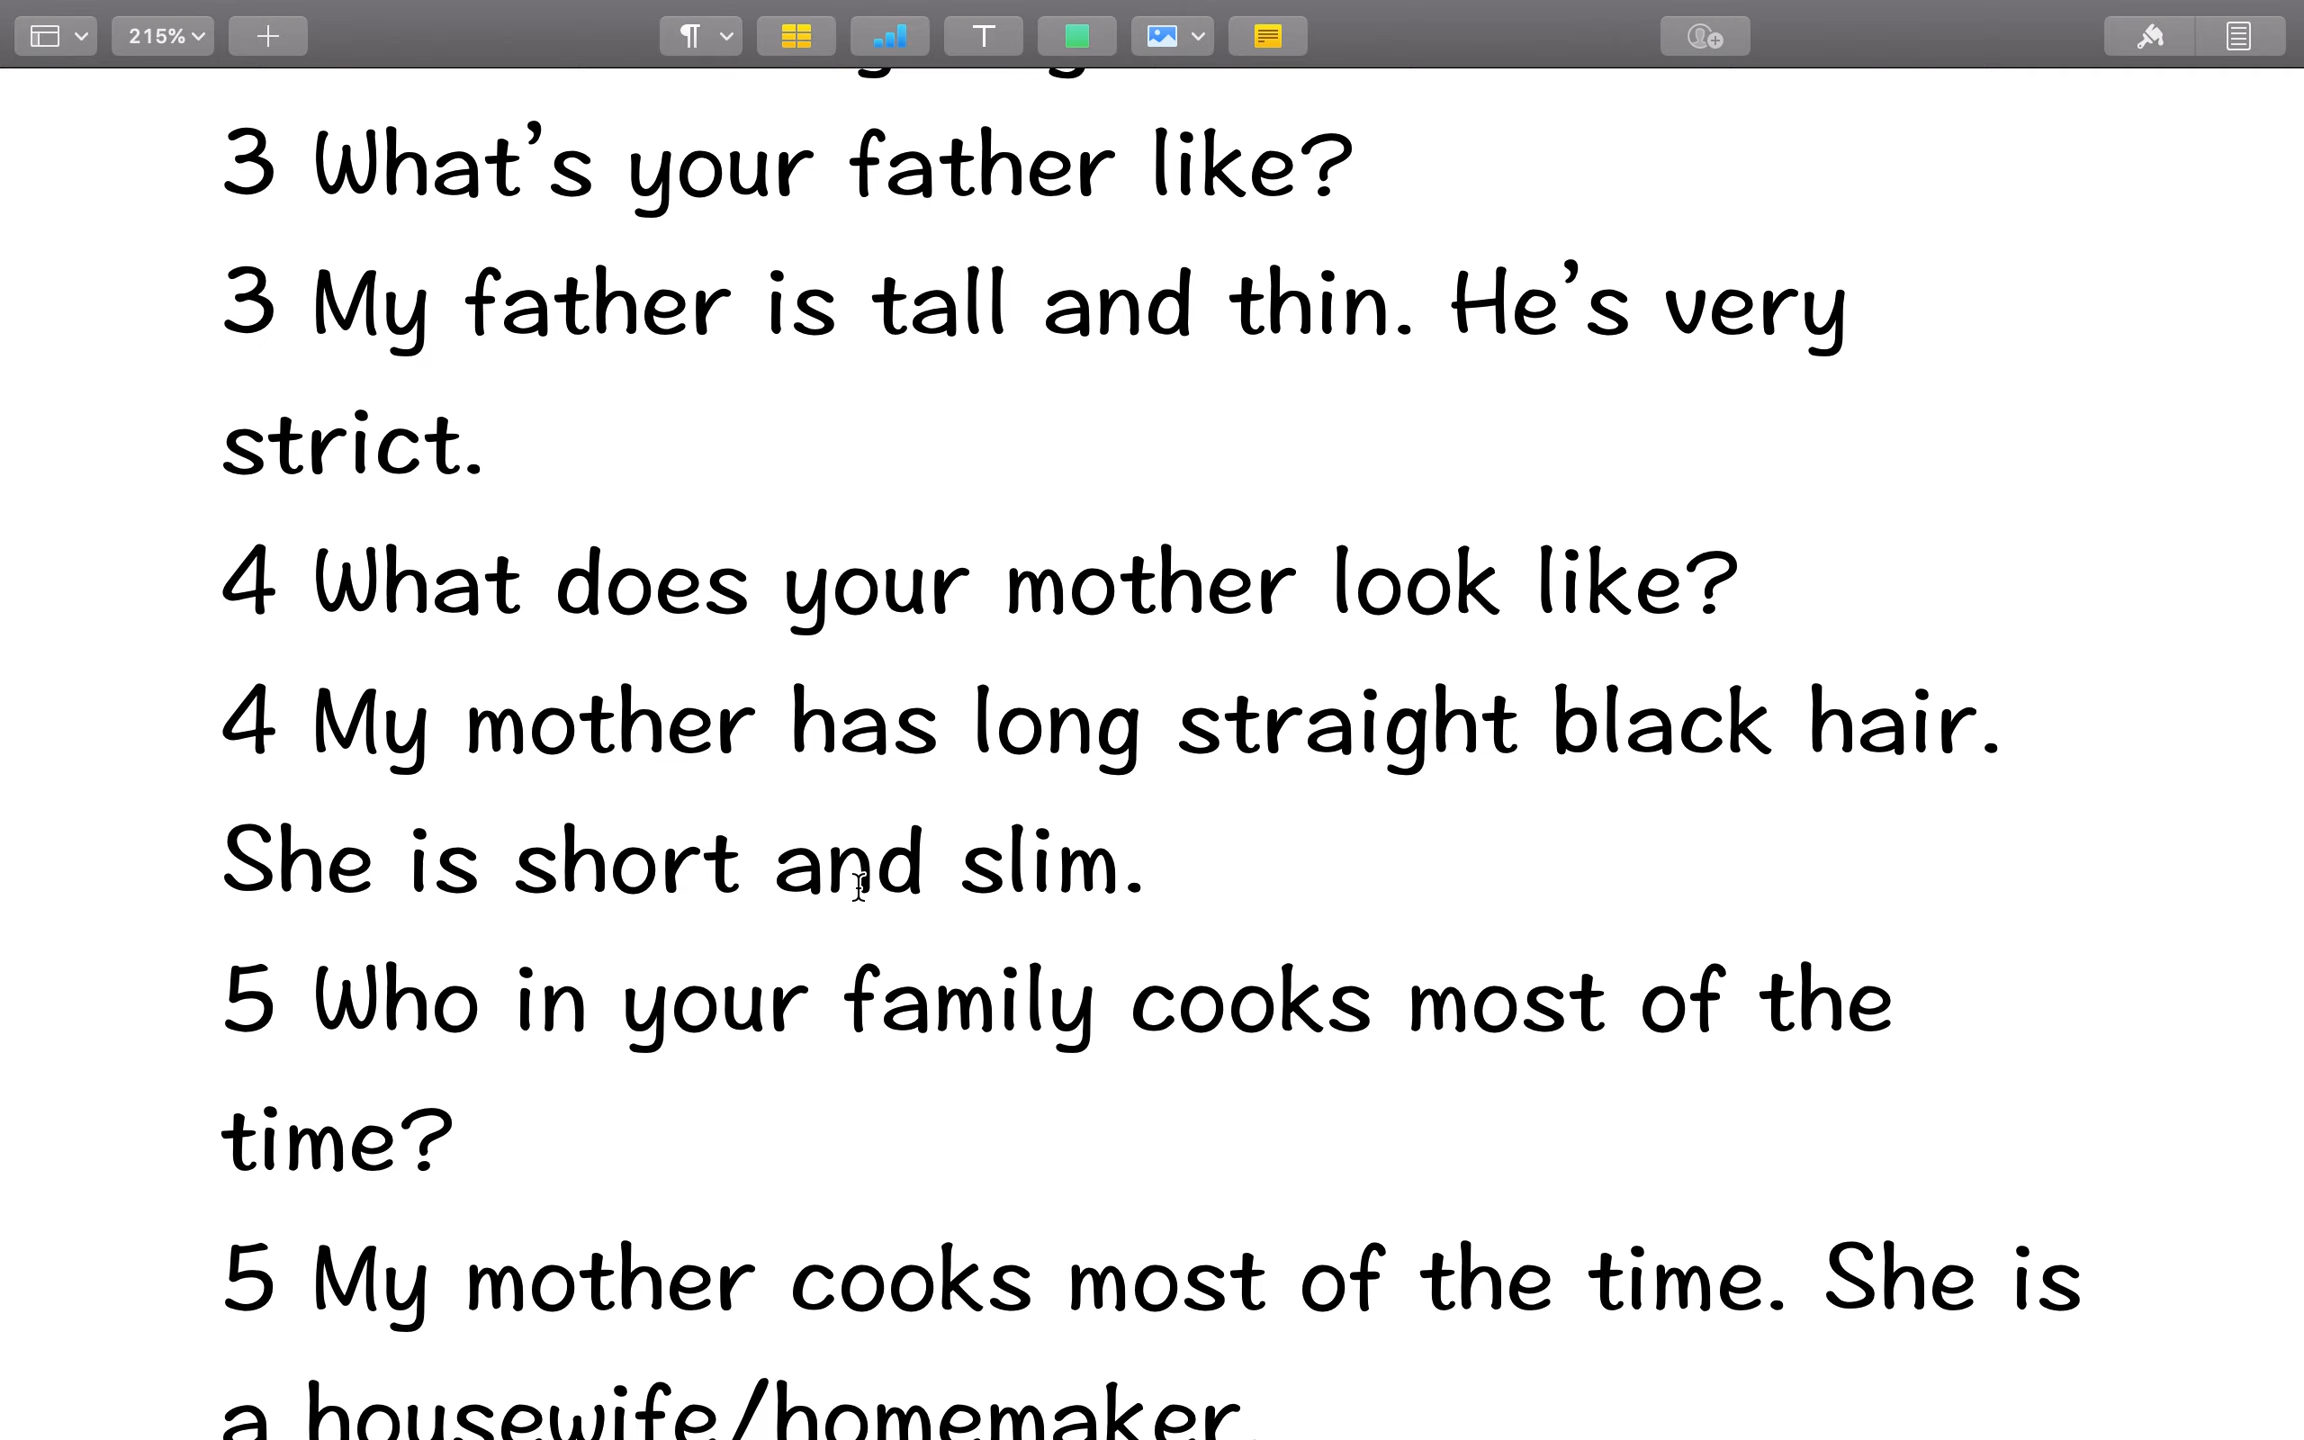 215%
3 What's your father like?
3 My father is tall and thin. He's very
strict.
4 What does your mother look like?
4 My mother has long straight black hair.
She is short and slim.
5 Who in your family cooks most of the
time?
5 My mother cooks most of the time. She is
a housewife/homemaker.